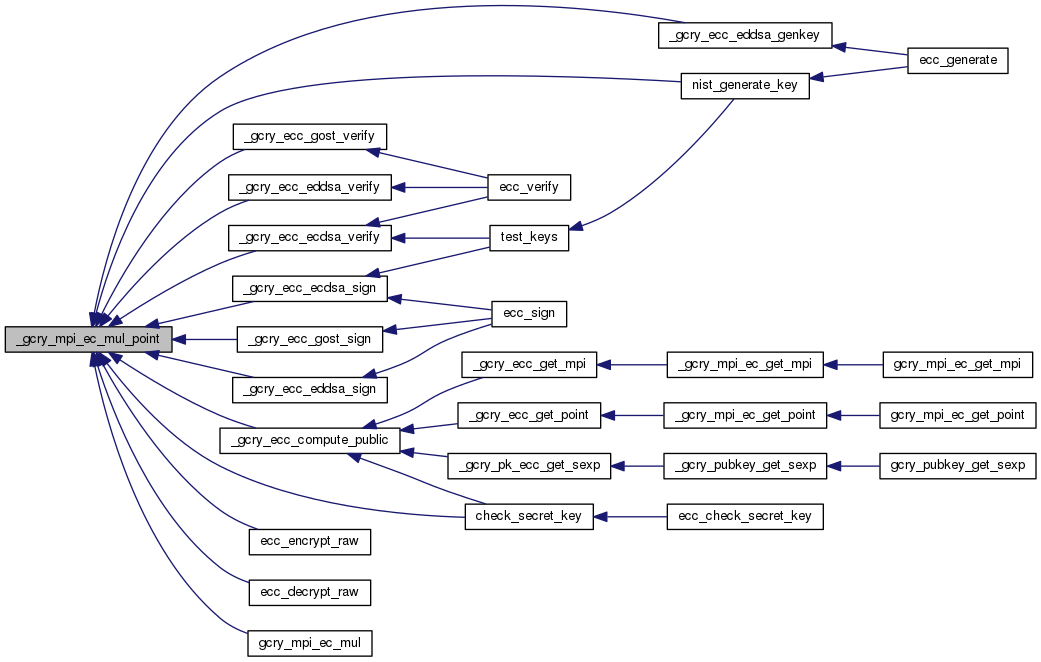 _gcry_ecc_eddsa_genkey
ecc_generate
nist_generate_key
_gcry_ecc_gost_verify
_gcry_ecc_eddsa_verify
ecc_verify
_gcry_ecc_ecdsa_verify
test_keys
_gcry_ecc_ecdsa_sign
ecc_sign
_gcry_mpi_ec_mul_point
_gcry_ecc_gost_sign
_gcry_ecc_get_mpi
_gcry_mpi_ec_get_mpi
gcry_mpi_ec_get_mpi
_gcry_ecc_eddsa_sign
_gcry_ecc_get_point
_gcry_mpi_ec_get_point
gcry_mpi_ec_get_point
_gcry_ecc_compute_public
_gcry_pk_ecc_get_sexp
_gcry_pubkey_get_sexp
gcry_pubkey_get_sexp
check_secret_key
ecc_check_secret_key
ecc_encrypt_raw
ecc_decrypt_raw
gcry_mpi_ec_mul